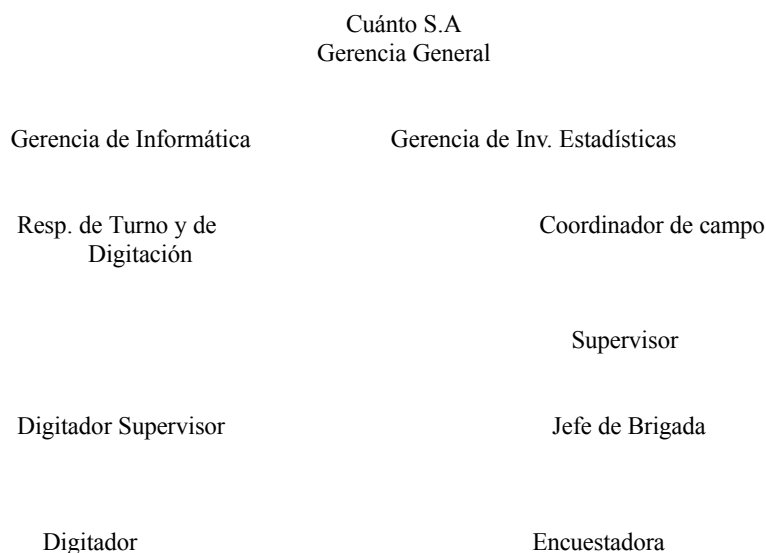 Cuánto S.A
Gerencia General
Gerencia de Informática Gerencia de Inv. Estadísticas
Resp. de Turno y de Coordinador de campo
Digitación
Supervisor
Digitador Supervisor Jefe de Brigada
Digitador Encuestadora